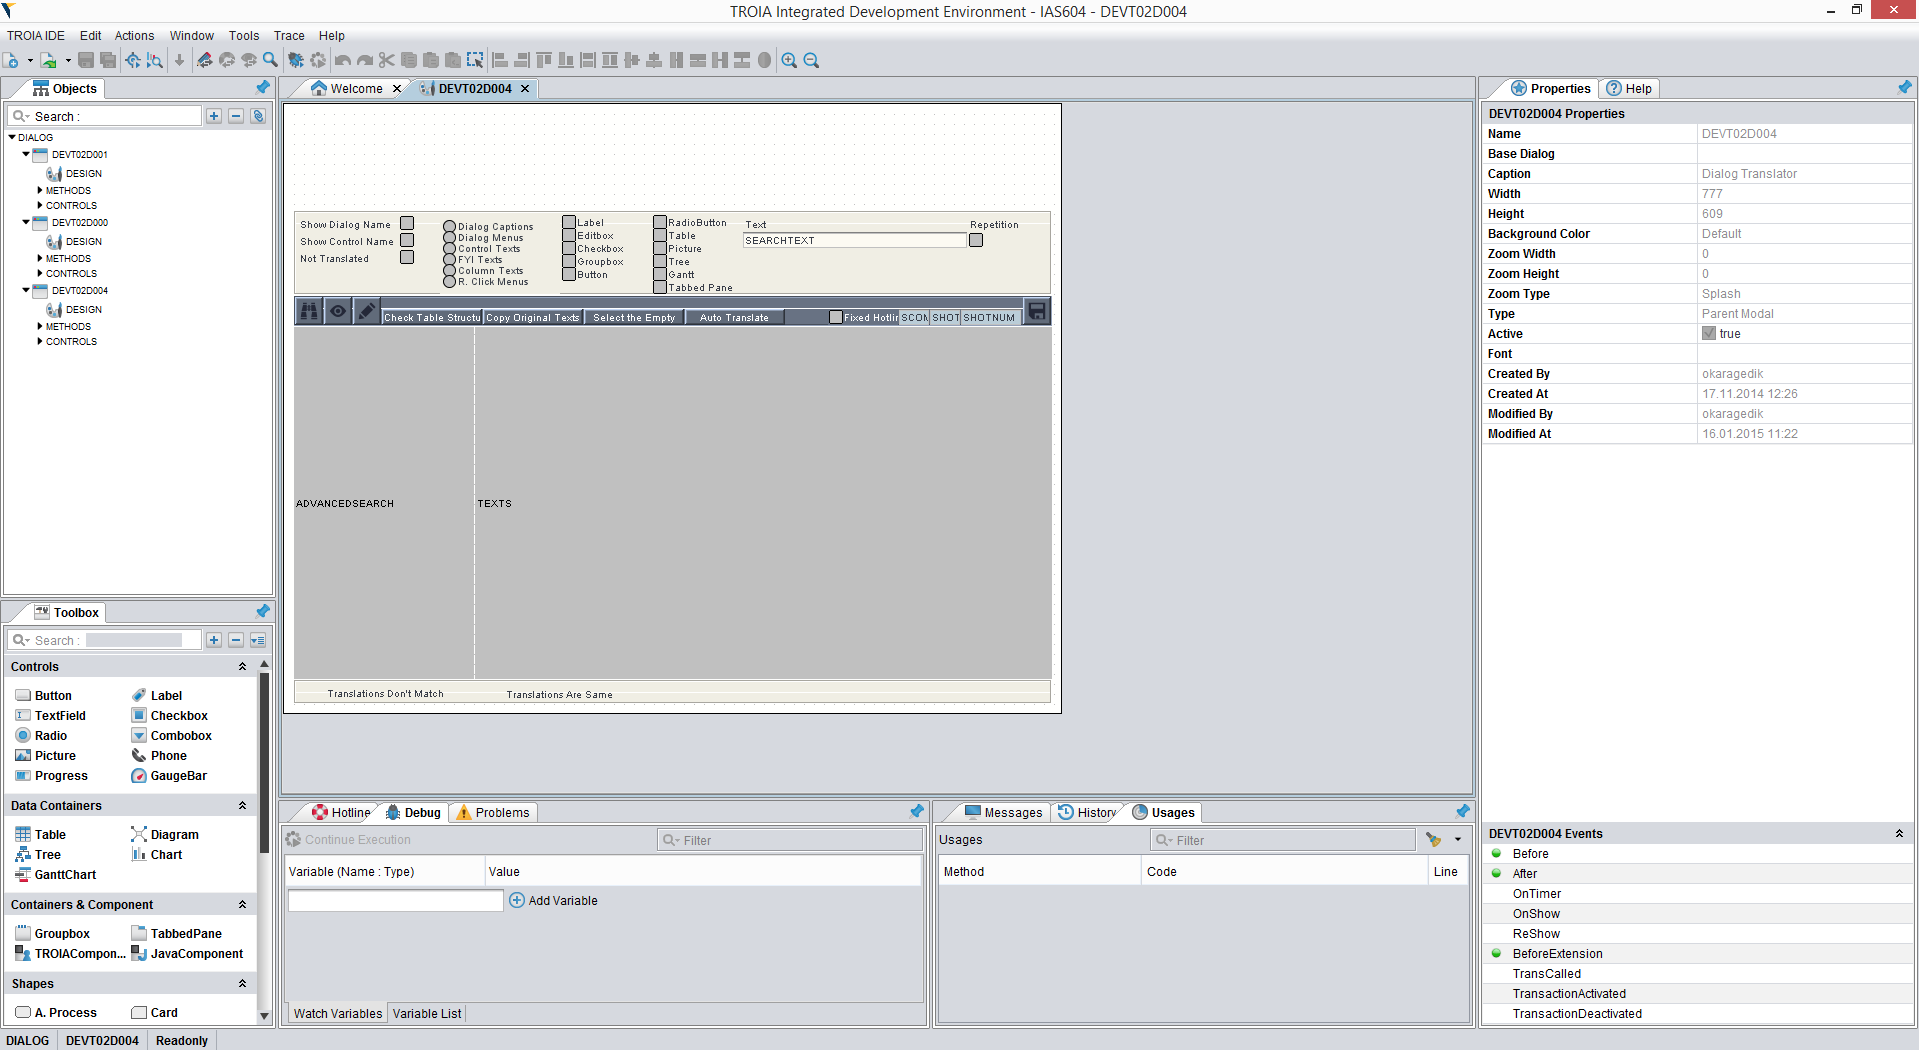 TROIA Integrated Development Environment - IAS604 - DEVT02D004
TROIA IDE Edit Actions Window Tools Trace Help
Objects
Search :
DIALOG
DEVT02D001
DESIGN
METHODS
CONTROLS
DEVT02D000
DESIGN
METHODS
CONTROLS
DEVT02D004
DESIGN
METHODS
CONTROLS
Toolbox
Search :
Controls
Button Label
TextField Checkbox
Radio Combobox
Picture Phone
Progress GaugeBar
Data Containers
Table Diagram
Tree Chart
GanttChart
Containers & Component
Groupbox TabbedPane
TROIACompon... JavaComponent
Shapes
A. Process Card
Welcome DEVT02D004
Show Dialog Name
Show Control Name
Not Translated
Dialog Captions
Dialog Menus
Control Texts
FYI Texts
Column Texts
R. Click Menus
Label
Editbox
Checkbox
Groupbox
Button
RadioButton
Table
Picture
Tree
Gantt
Tabbed Pane
Text
SEARCHTEXT
Repetition
Check Table Structu Copy Original Texts Select the Empty Auto Translate Fixed Hotlin SCOM SHOT SHOTNUM
ADVANCEDSEARCH TEXTS
Translations Don't Match Translations Are Same
Hotline Debug Problems
Continue Execution Filter
Variable (Name : Type) Value
Add Variable
Watch Variables Variable List
Messages History Usages
Usages Filter
Method Code Line
Properties Help
DEVT02D004 Properties
Name DEVT02D004
Base Dialog
Caption Dialog Translator
Width 777
Height 609
Background Color Default
Zoom Width 0
Zoom Height 0
Zoom Type Splash
Type Parent Modal
Active true
Font
Created By okaragedik
Created At 17.11.2014 12:26
Modified By okaragedik
Modified At 16.01.2015 11:22
DEVT02D004 Events
Before
After
OnTimer
OnShow
ReShow
BeforeExtension
TransCalled
TransactionActivated
TransactionDeactivated
DIALOG DEVT02D004 Readonly